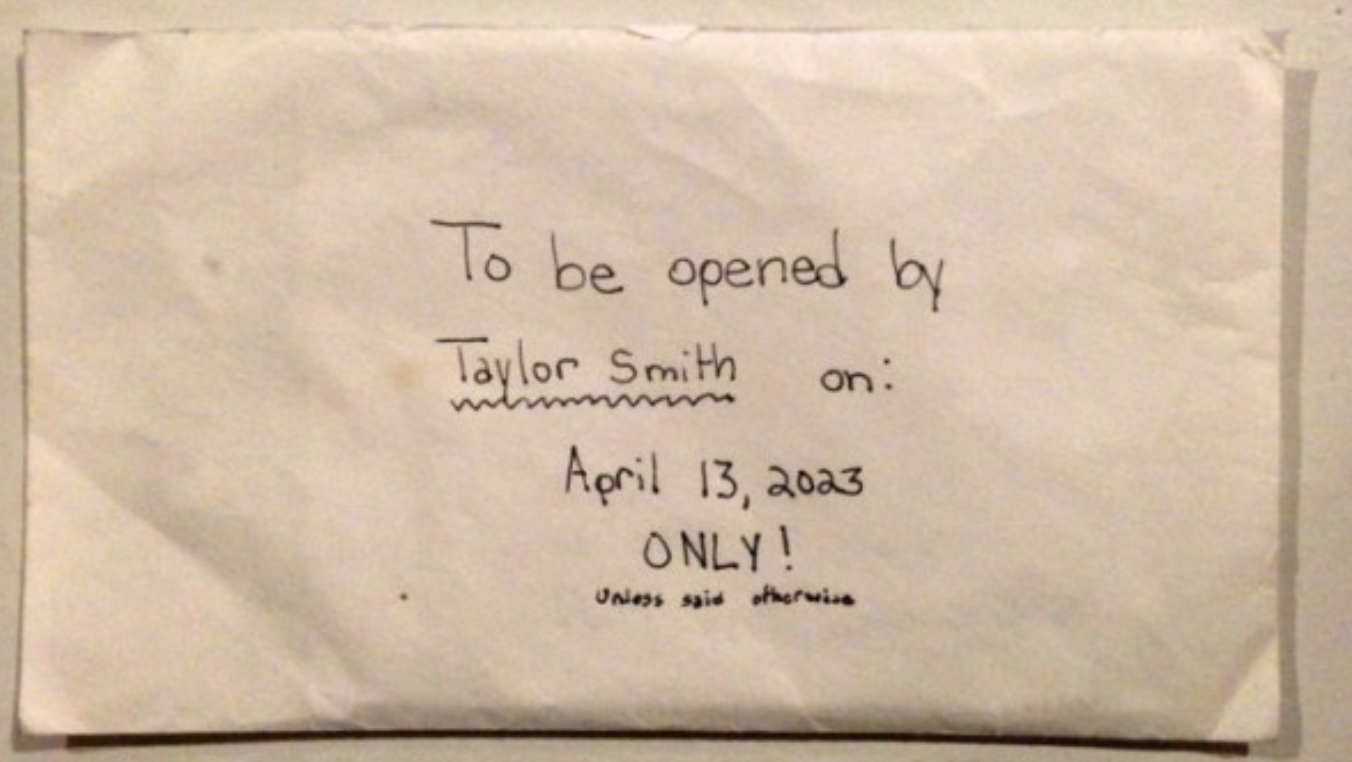 To be opened by
Taylor Smith on:
April 13, 2023
ONLY!
Unless said otherwise